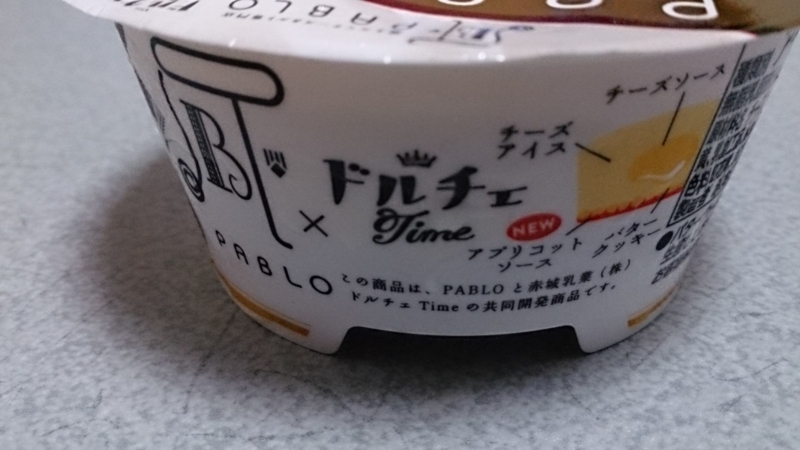 PABLO
B
PABLO
×
ドルチェ
Time
チーズソース
チーズ
アイス
NEW
アプリコット
ソース
バター
クッキー
この商品は、PABLOと赤城乳業(株)
ドルチェTimeの共同開発商品です。